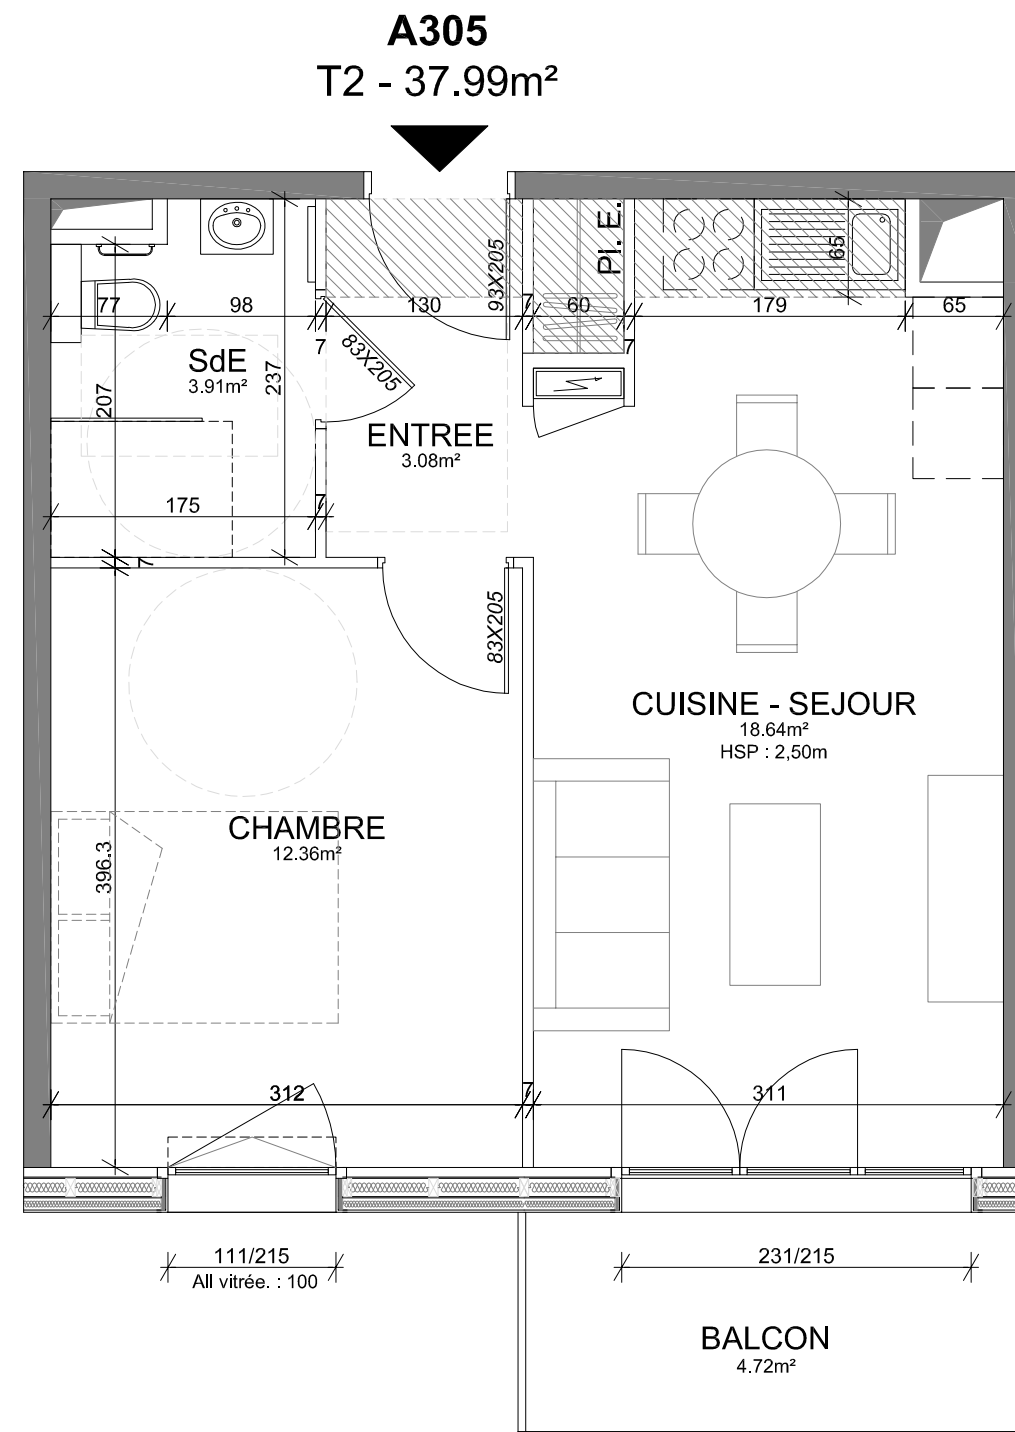 A305
T2 - 37.99m²
Pl. E.
65
93X205
77
98
130
7
60
179
65
7
83X205
7
SdE
3.91m²
237
207
ENTREE
3.08m²
175
7
7
83X205
CUISINE - SEJOUR
18.64m²
HSP : 2,50m
CHAMBRE
12.36m²
396.3
312
7
311
111/215
All vitrée. : 100
231/215
BALCON
4.72m²